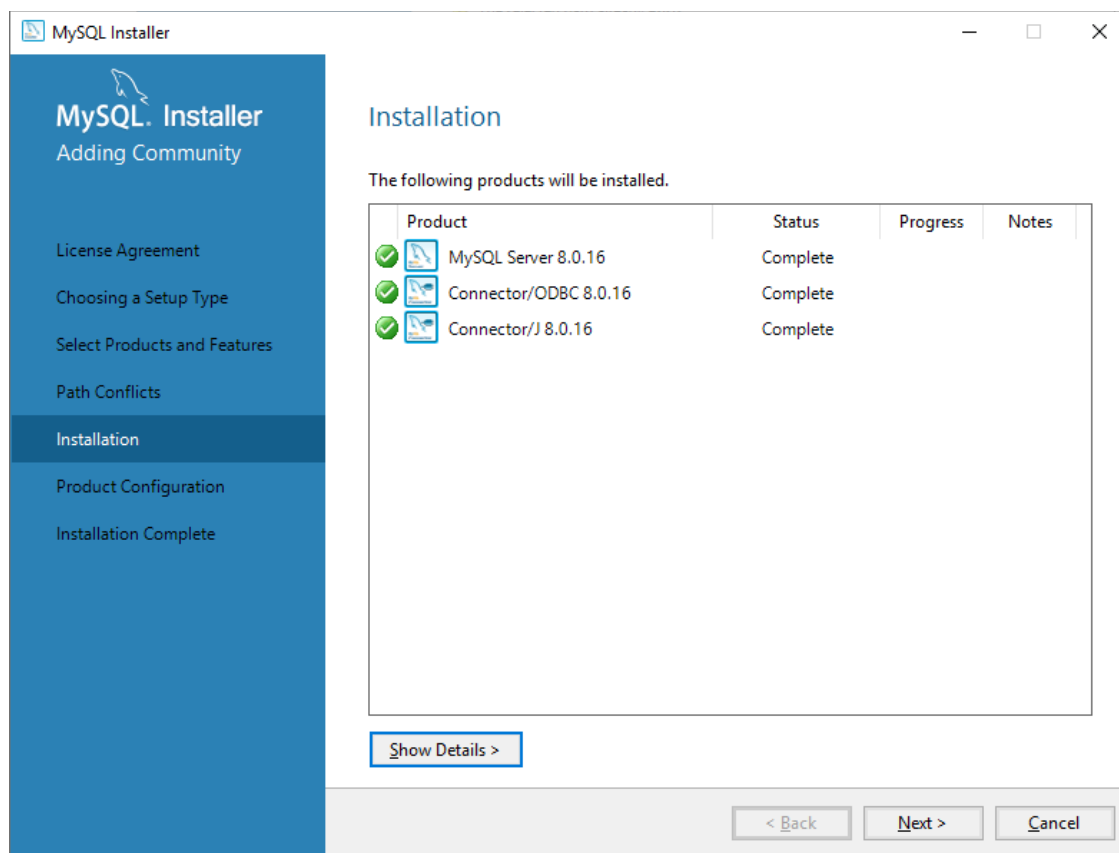 MySQL Installer
MySQL. Installer
Adding Community
License Agreement
Choosing a Setup Type
Select Products and Features
Path Conflicts
Installation
Product Configuration
Installation Complete
Installation
The following products will be installed.
Product Status Progress Notes
MySQL Server 8.0.16 Complete
Connector/ODBC 8.0.16 Complete
Connector/J 8.0.16 Complete
Show Details >
< Back Next > Cancel